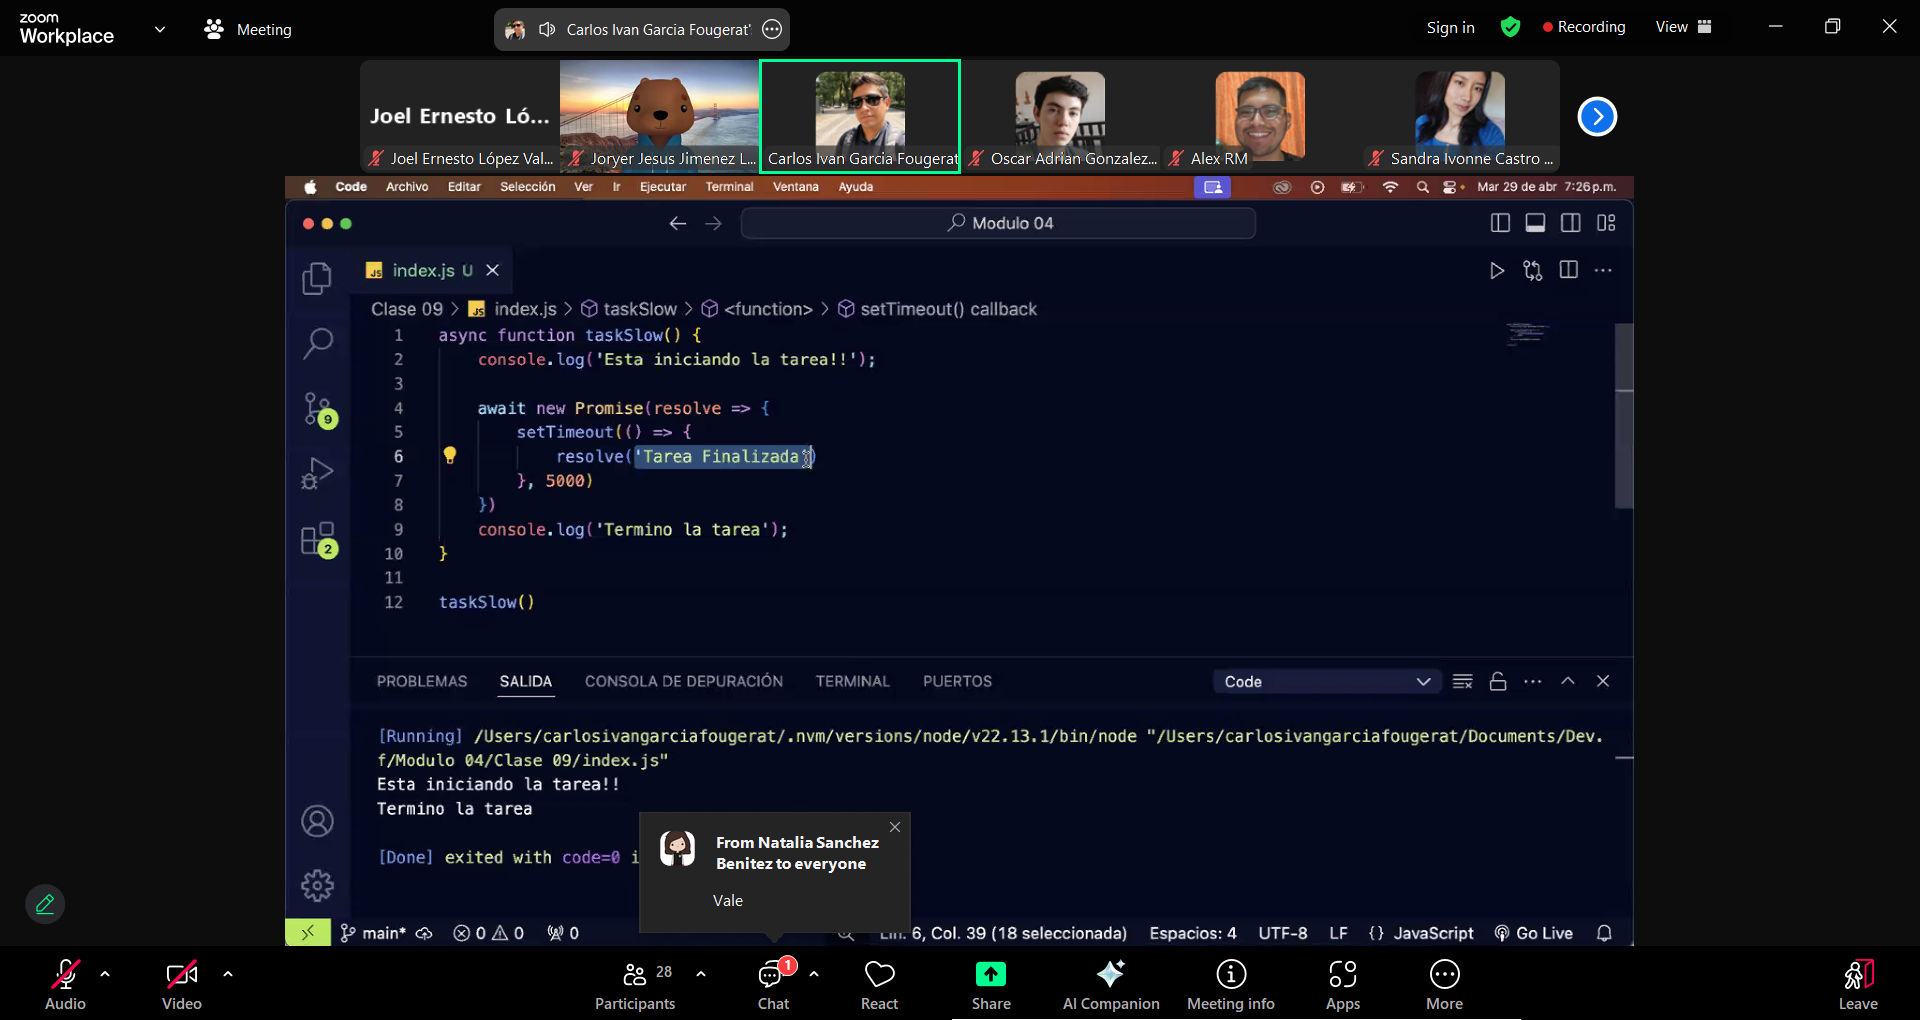 zoom
Workplace
Meeting
Carlos Ivan Garcia Fougerat'
Sign in
Recording
View
Joel Ernesto Ló...
Joel Ernesto López Val...
Joryer Jesus Jimenez L...
Carlos Ivan Garcia Fougerat
Oscar Adrian Gonzalez...
Alex RM
Sandra Ivonne Castro ...
Code Archivo Editar Selección Ver Ir Ejecutar Terminal Ventana Ayuda
Mar 29 de abr 7:26 p.m.
Modulo 04
JS index.js U
Clase 09 > JS index.js > taskSlow > <function> > setTimeout() callback
1 async function taskSlow() {
2 console.log('Esta iniciando la tarea!!');
3
4 await new Promise(resolve => {
5 setTimeout(() => {
6 resolve('Tarea Finalizada')
7 }, 5000)
8 })
9 console.log('Termino la tarea');
10 }
11
12 taskSlow()
9
2
PROBLEMAS SALIDA CONSOLA DE DEPURACIÓN TERMINAL PUERTOS
Code
[Running] /Users/carlosivangarciafougerat/.nvm/versions/node/v22.13.1/bin/node "/Users/carlosivangarciafougerat/Documents/Dev.
f/Modulo 04/Clase 09/index.js"
Esta iniciando la tarea!!
Termino la tarea
[Done] exited with code=0 i
From Natalia Sanchez
Benitez to everyone
Vale
main* 0 0 0
Lín. 6, Col. 39 (18 seleccionada) Espacios: 4 UTF-8 LF {} JavaScript Go Live
Audio
Video
28
Participants
1
Chat
React
Share
AI Companion
Meeting info
Apps
More
Leave